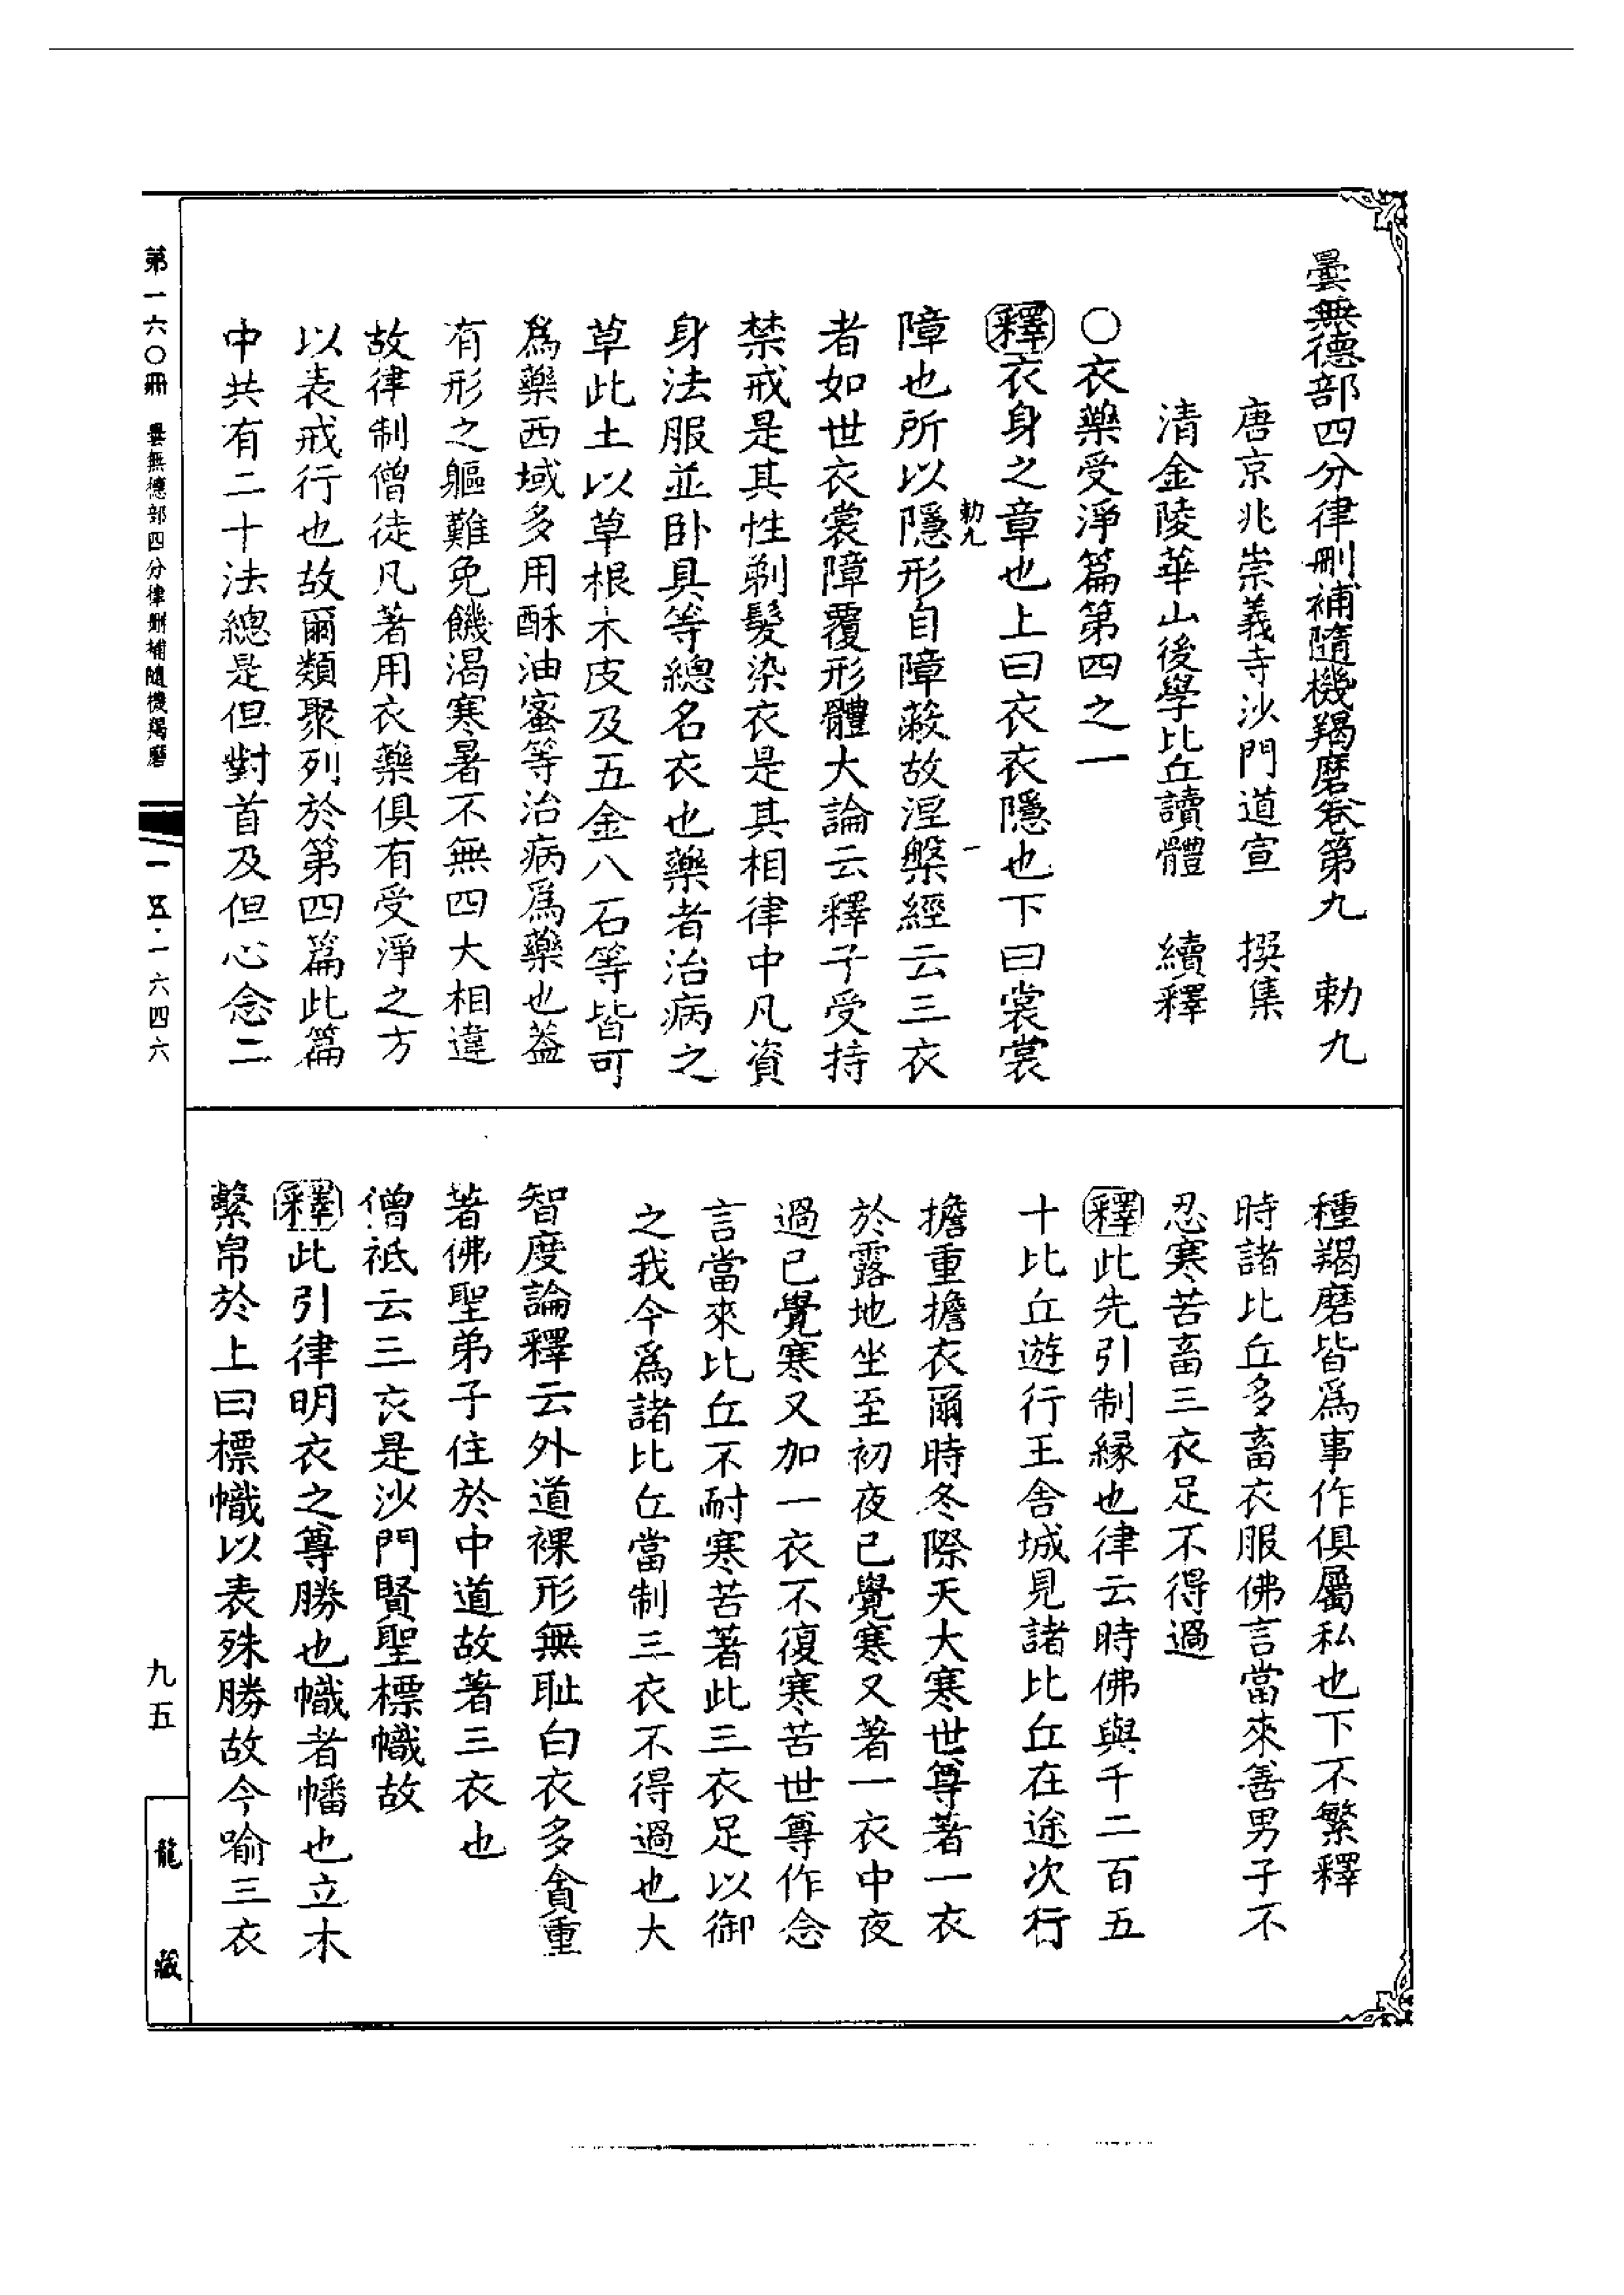 曇無德部四分律刪補隨機羯磨卷第九　勅九
唐京兆崇義寺沙門道宣　撰集
清金陵華山後學比丘讀體　續釋
○衣藥受淨篇第四之一
釋衣身之章也上曰衣衣隱也下曰裳裳
勅九　一
障也所以隱形自障蔽故涅槃經云三衣
者如世衣裳障覆形體大論云釋子受持
禁戒是其性剃髮染衣是其相律中凡資
身法服並卧具等總名衣也藥者治病之
草此土以草根木皮及五金八石等皆可
爲藥西域多用酥油蜜等治病爲藥也蓋
有形之軀難免饑渴寒暑不無四大相違
故律制僧徒凡著用衣藥俱有受淨之方
以表戒行也故爾類聚列於第四篇此篇
中共有二十法總是但對首及但心念二
種羯磨皆爲事作俱屬私也下不繁釋
時諸比丘多畜衣服佛言當來善男子不
忍寒苦畜三衣足不得過
釋此先引制緣也律云時佛與千二百五
十比丘遊行王舍城見諸比丘在途次行
擔重擔衣爾時冬際天大寒世尊著一衣
於露地坐至初夜已覺寒又著一衣中夜
過已覺寒又加一衣不復寒苦世尊作念
言當來比丘不耐寒苦著此三衣足以御
之我今爲諸比丘當制三衣不得過也大
智度論釋云外道裸形無耻白衣多貪重
著佛聖弟子住於中道故著三衣也
僧祇云三衣是沙門賢聖標幟故
釋此引律明衣之尊勝也幟者幡也立木
繫帛於上曰標幟以表殊勝故今喻三衣
第一六〇冊　曇無德部四分律刪補隨機羯磨
一五·一六四六
九五
龍藏